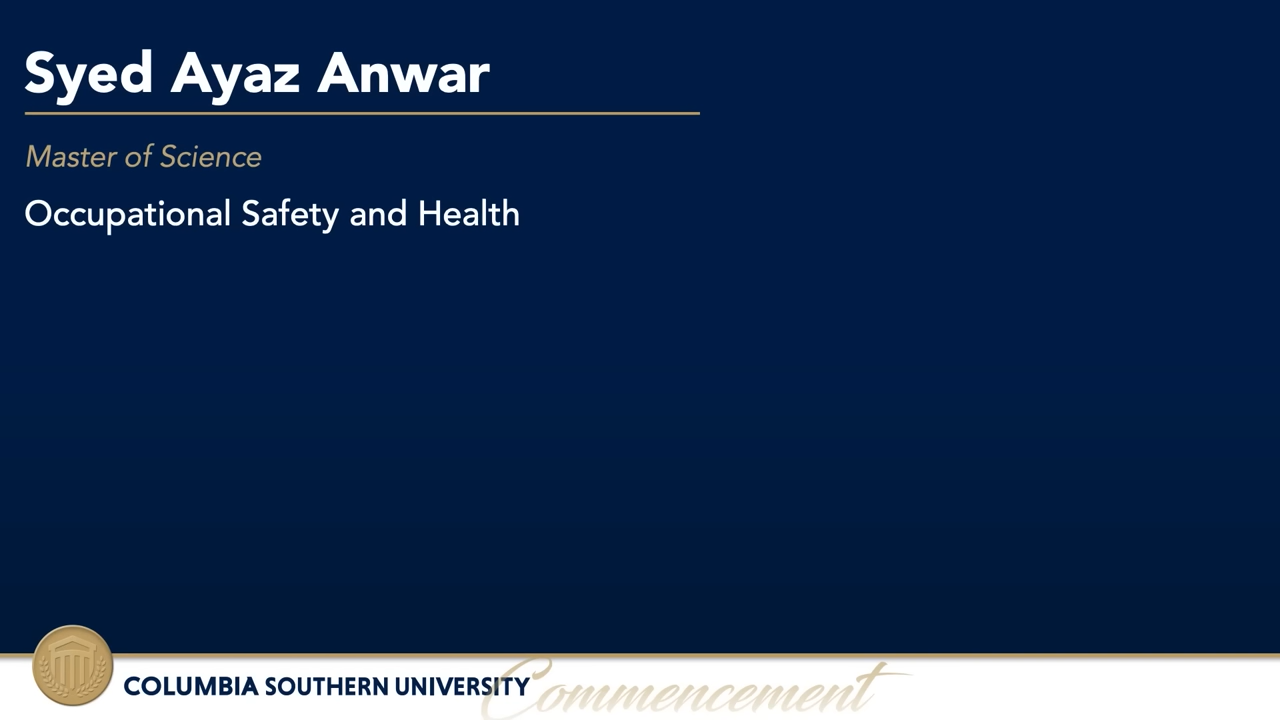 Syed Ayaz Anwar
Master of Science
Occupational Safety and Health
COLUMBIA SOUTHERN UNIVERSITY
Commencement